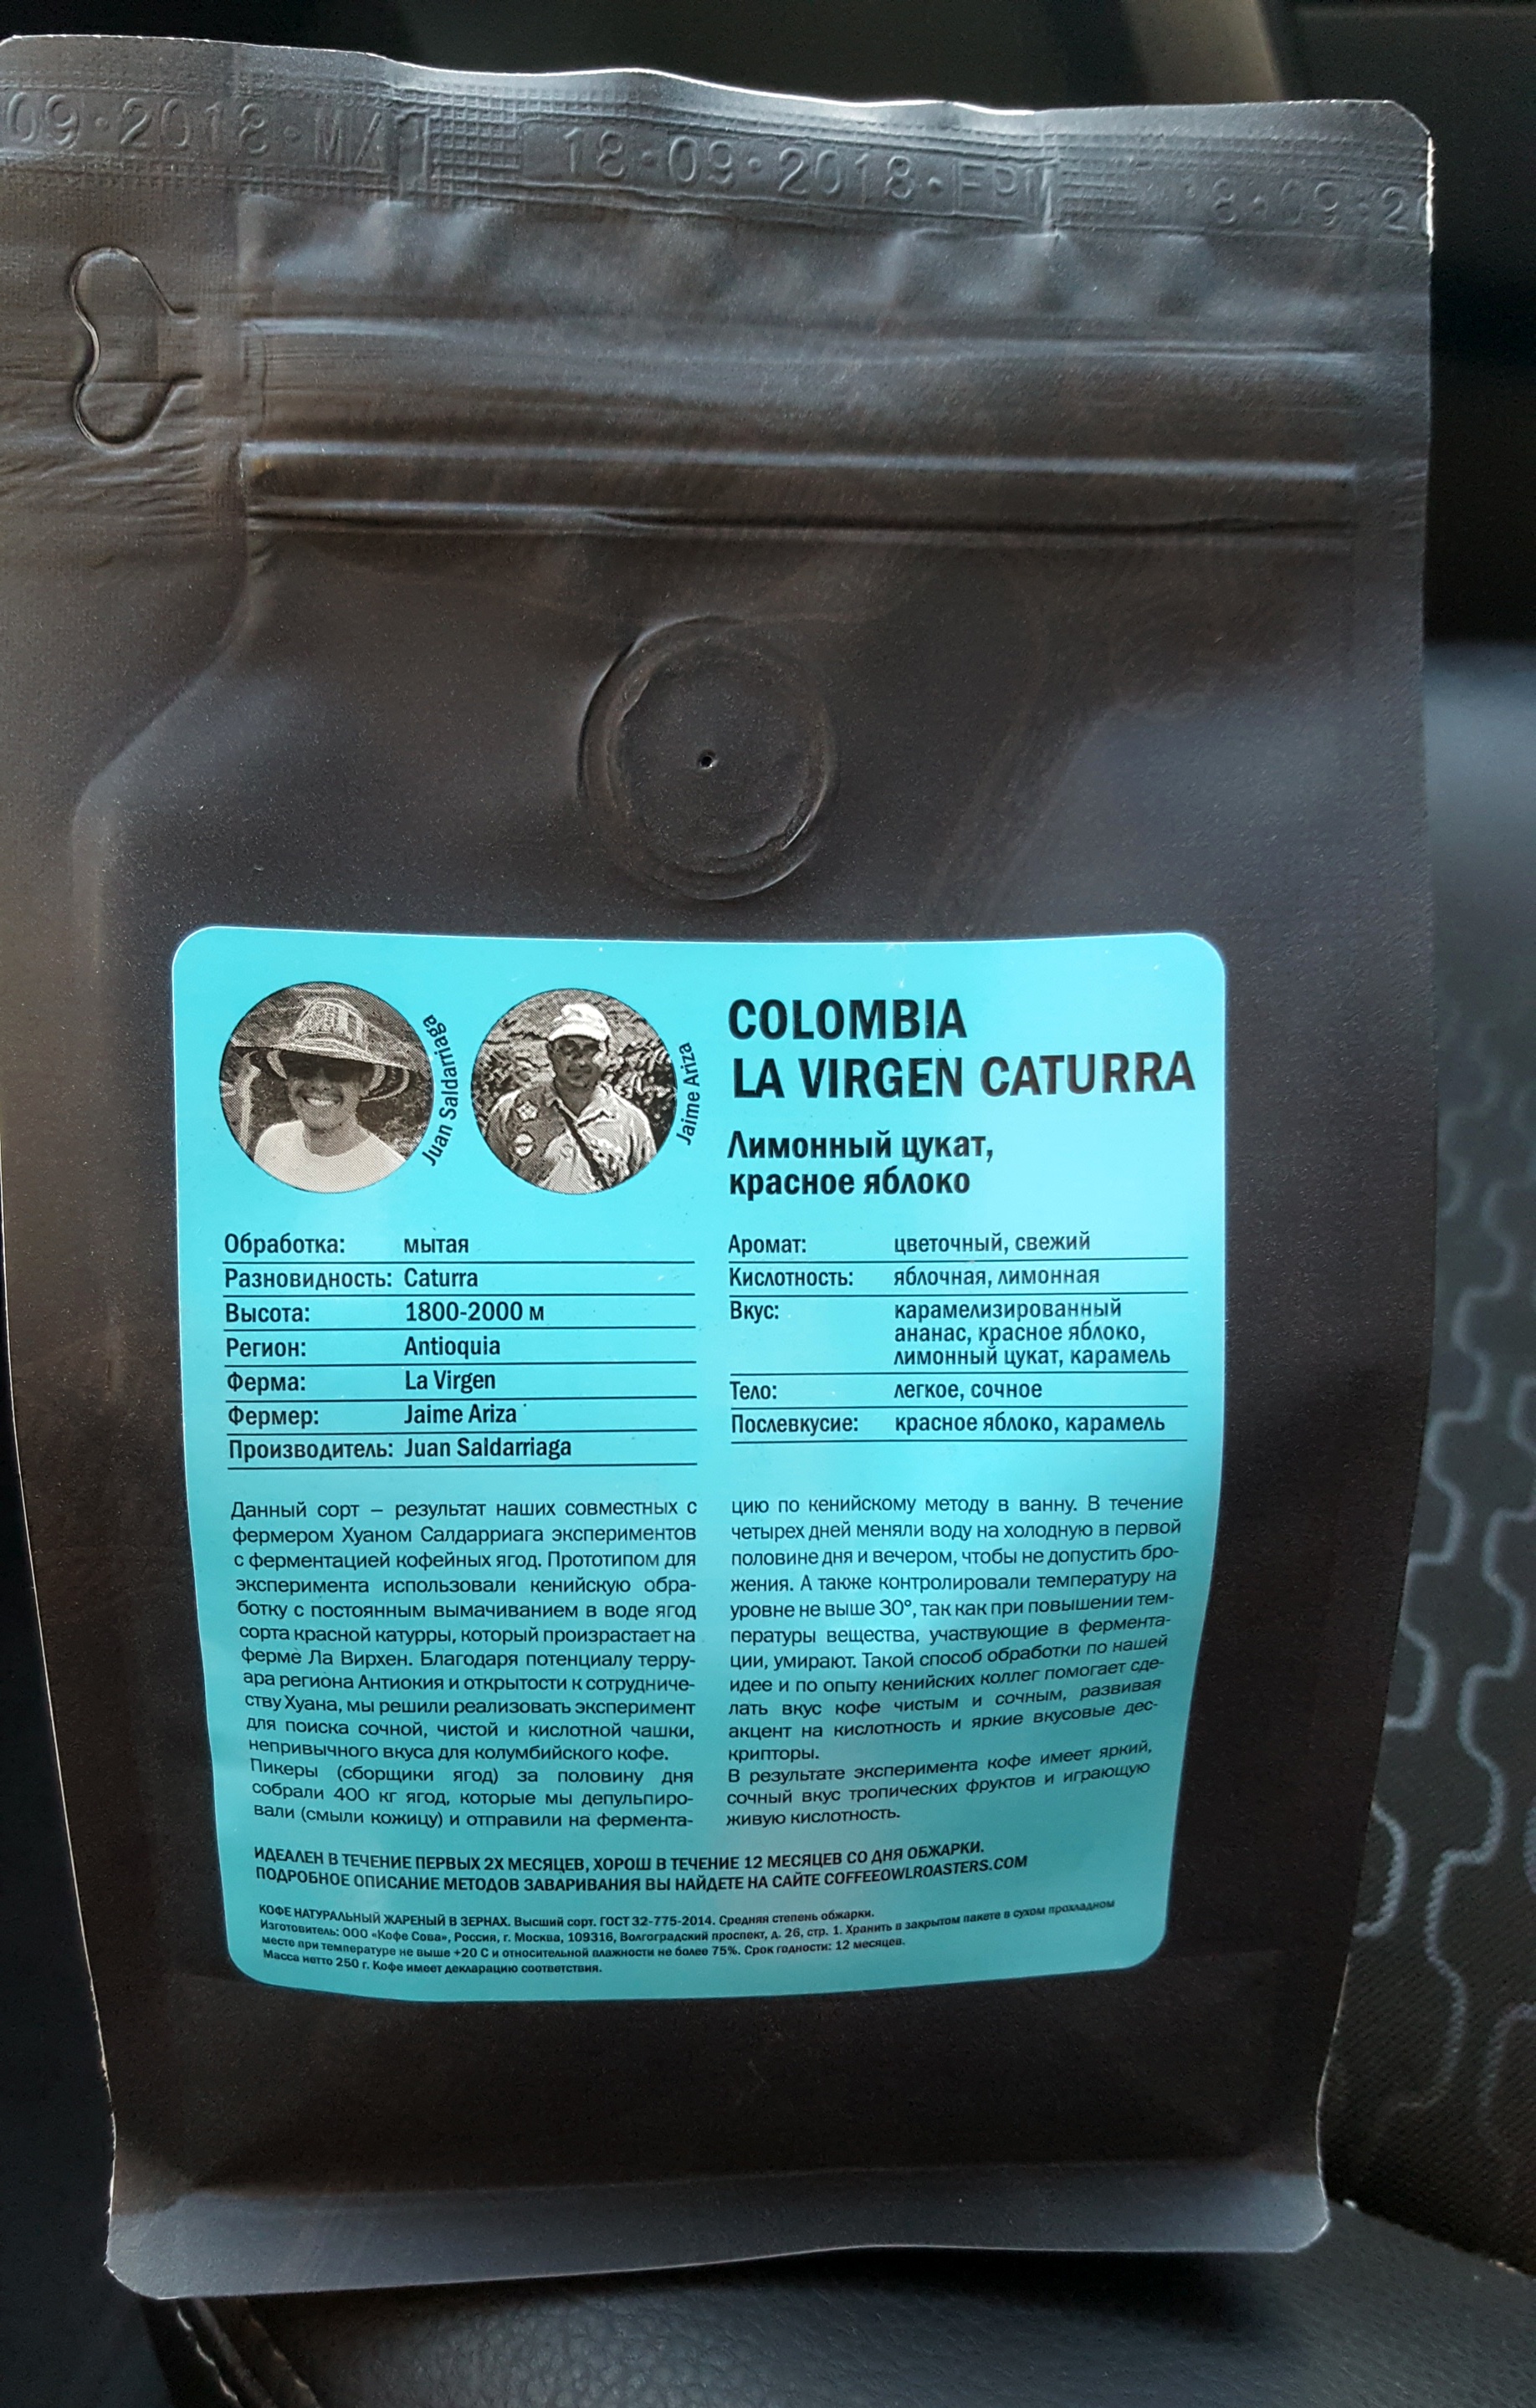 09·2018·MA
18·09·2018·EPM
18·09·20
Juan Saldarriaga
Jaime Ariza
COLOMBIA
LA VIRGEN CATURRA
Лимонный цукат,
красное яблоко
Обработка: мытая
Разновидность: Caturra
Высота: 1800-2000 м
Регион: Antioquia
Ферма: La Virgen
Фермер: Jaime Ariza
Производитель: Juan Saldarriaga
Аромат: цветочный, свежий
Кислотность: яблочная, лимонная
Вкус: карамелизированный
ананас, красное яблоко,
лимонный цукат, карамель
Тело: легкое, сочное
Послевкусие: красное яблоко, карамель
Данный сорт – результат наших совместных с
фермером Хуаном Салдарриага экспериментов
с ферментацией кофейных ягод. Прототипом для
эксперимента использовали кенийскую обра-
ботку с постоянным вымачиванием в воде ягод
сорта красной катурры, который произрастает на
ферме Ла Вирхен. Благодаря потенциалу терру-
ара региона Антиокия и открытости к сотрудниче-
ству Хуана, мы решили реализовать эксперимент
для поиска сочной, чистой и кислотной чашки,
непривычного вкуса для колумбийского кофе.
Пикеры (сборщики ягод) за половину дня
собрали 400 кг ягод, которые мы депульпиро-
вали (смыли кожицу) и отправили на фермента-
цию по кенийскому методу в ванну. В течение
четырех дней меняли воду на холодную в первой
половине дня и вечером, чтобы не допустить бро-
жения. А также контролировали температуру на
уровне не выше 30°, так как при повышении тем-
пературы вещества, участвующие в фермента-
ции, умирают. Такой способ обработки по нашей
идее и по опыту кенийских коллег помогает сде-
лать вкус кофе чистым и сочным, развивая
акцент на кислотность и яркие вкусовые дес-
крипторы.
В результате эксперимента кофе имеет яркий,
сочный вкус тропических фруктов и играющую
живую кислотность.
ИДЕАЛЕН В ТЕЧЕНИЕ ПЕРВЫХ 2Х МЕСЯЦЕВ, ХОРОШ В ТЕЧЕНИЕ 12 МЕСЯЦЕВ СО ДНЯ ОБЖАРКИ.
ПОДРОБНОЕ ОПИСАНИЕ МЕТОДОВ ЗАВАРИВАНИЯ ВЫ НАЙДЕТЕ НА САЙТЕ COFFEEOWLROASTERS.COM
КОФЕ НАТУРАЛЬНЫЙ ЖАРЕНЫЙ В ЗЕРНАХ. Высший сорт. ГОСТ 32-775-2014. Средняя степень обжарки.
Изготовитель: ООО «Кофе Сова», Россия, г. Москва, 109316, Волгоградский проспект, д. 26, стр. 1. Хранить в закрытом пакете в сухом прохладном
месте при температуре не выше +20 С и относительной влажности не более 75%. Срок годности: 12 месяцев.
Масса нетто 250 г. Кофе имеет декларацию соответствия.